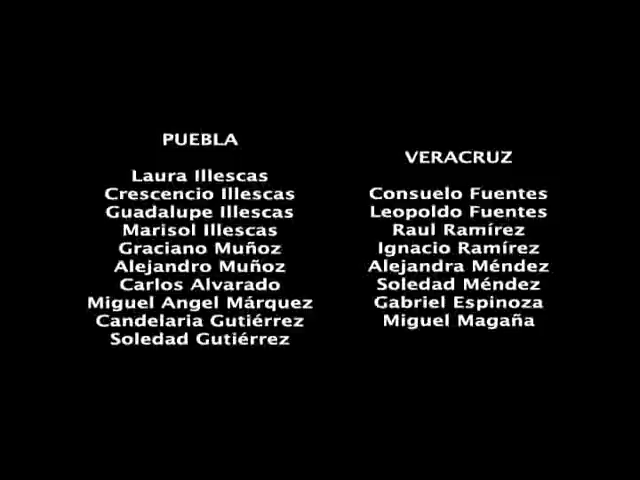 PUEBLA
Laura Illescas
Crescencio Illescas
Guadalupe Illescas
Marisol Illescas
Graciano Muñoz
Alejandro Muñoz
Carlos Alvarado
Miguel Angel Márquez
Candelaria Gutiérrez
Soledad Gutiérrez
VERACRUZ
Consuelo Fuentes
Leopoldo Fuentes
Raul Ramírez
Ignacio Ramírez
Alejandra Méndez
Soledad Méndez
Gabriel Espinoza
Miguel Magaña